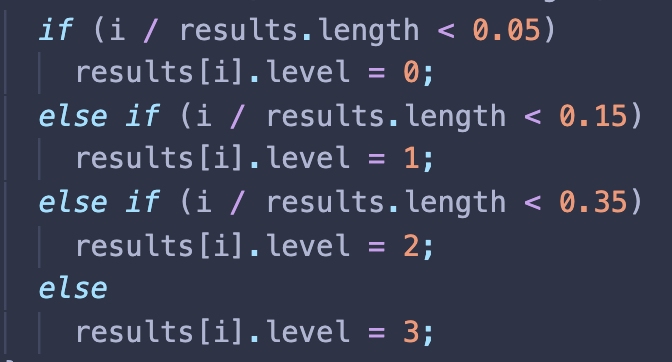 if (i / results.length < 0.05)
results[i].level = 0;
else if (i / results.length < 0.15)
results[i].level = 1;
else if (i / results.length < 0.35)
results[i].level = 2;
else
results[i].level = 3;